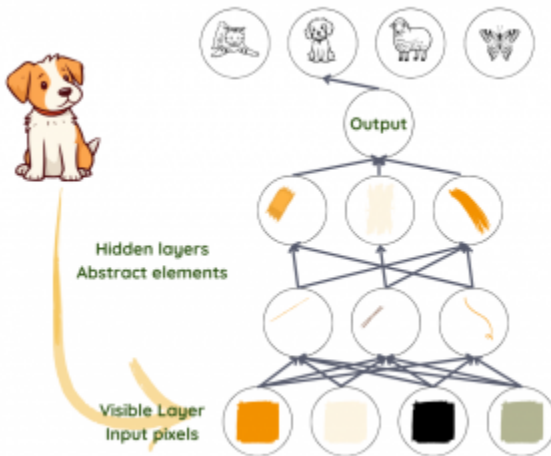 Output
Hidden layers
Abstract elements
Visible Layer
Input pixels